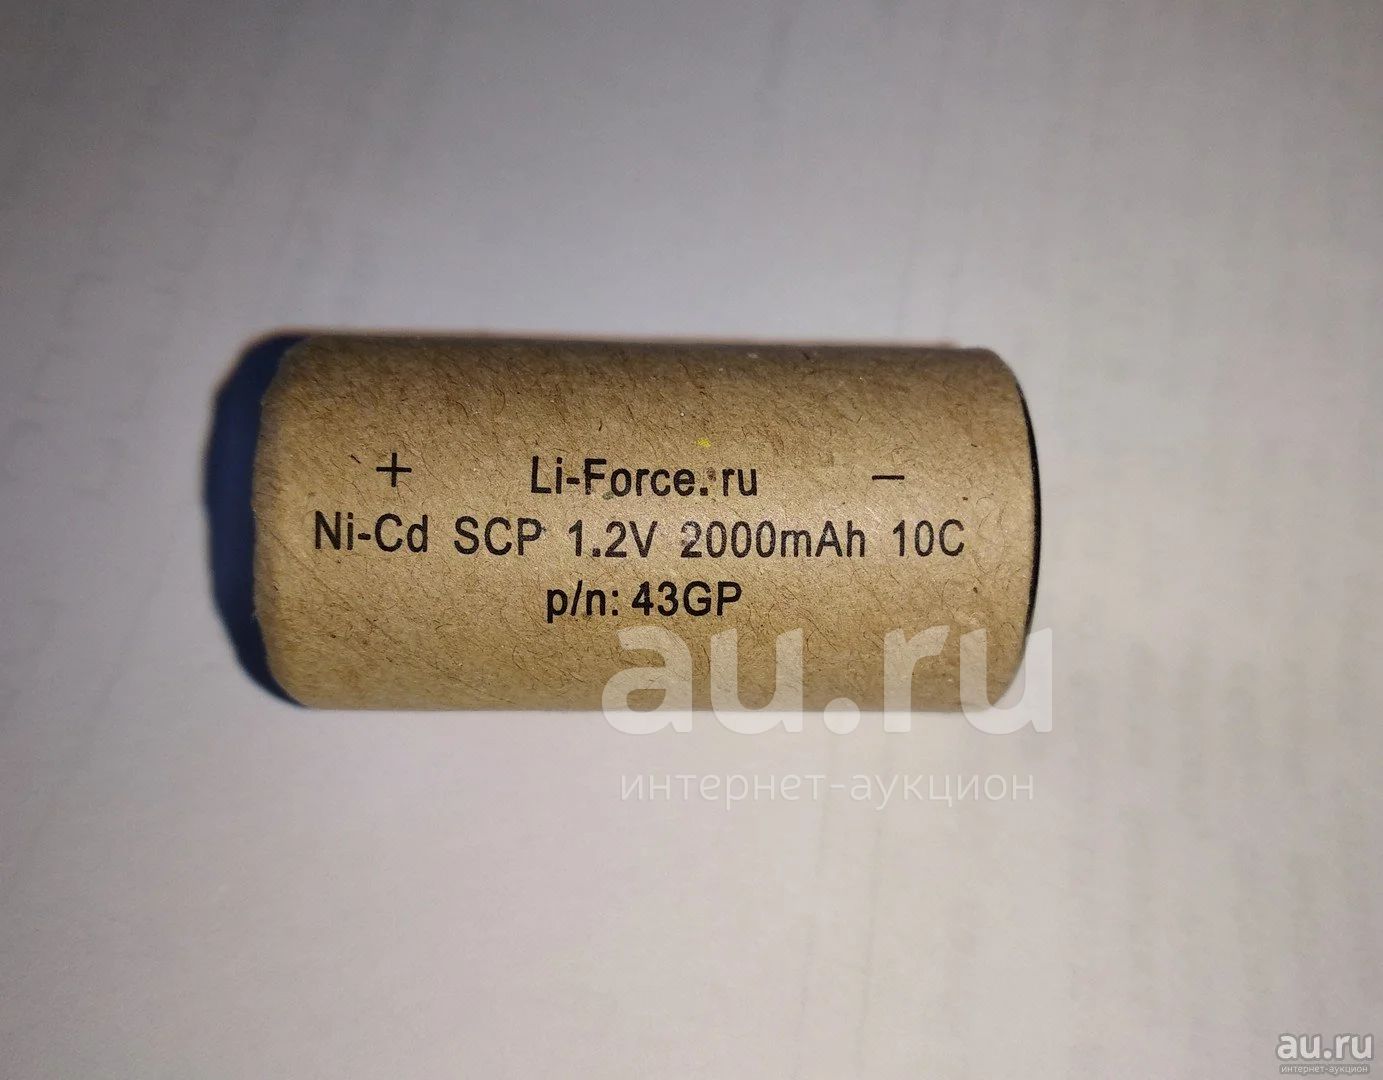 + Li-Force.ru −
Ni-Cd SCP 1.2V 2000mAh 10C
p/n: 43GP
au.ru
интернет-аукцион
au.ru
интернет-аукцион